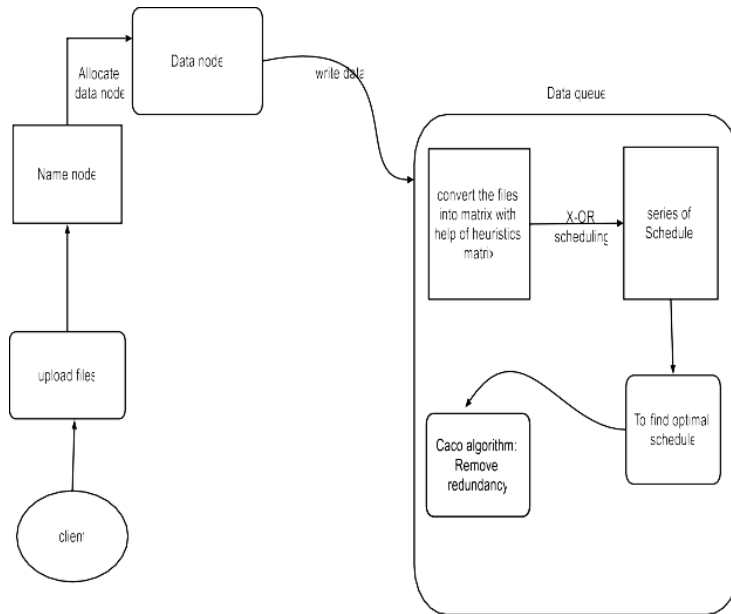 Data node
Allocate
data node
write data
Data queue
Name node
convert the files
into matrix with
help of heuristics
matrix
X-OR
scheduling
series of
Schedule
upload files
Caco algorithm:
Remove
redundancy
To find optimal
schedule
client